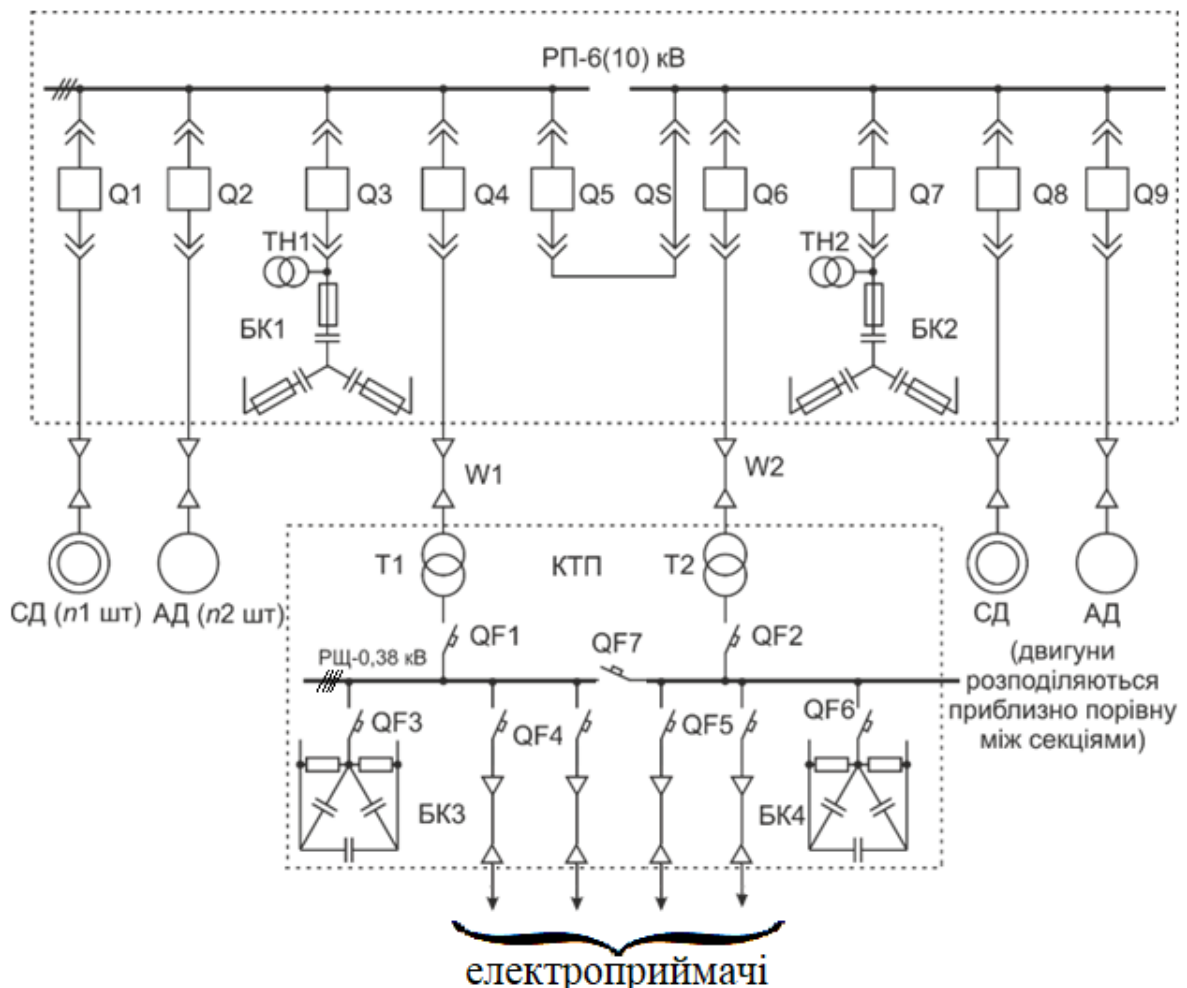 РП-6(10) кВ
Q1
Q2
Q3
Q4
Q5
QS
Q6
Q7
Q8
Q9
ТН1
ТН2
БК1
БК2
W1
W2
Т1
КТП
Т2
СД (n1 шт)
АД (n2 шт)
СД
АД
(двигуни
розподіляються
приблизно порівну
між секціями)
QF1
QF7
QF2
РЩ-0,38 кВ
QF3
QF4
QF5
QF6
БК3
БК4
електроприймачі